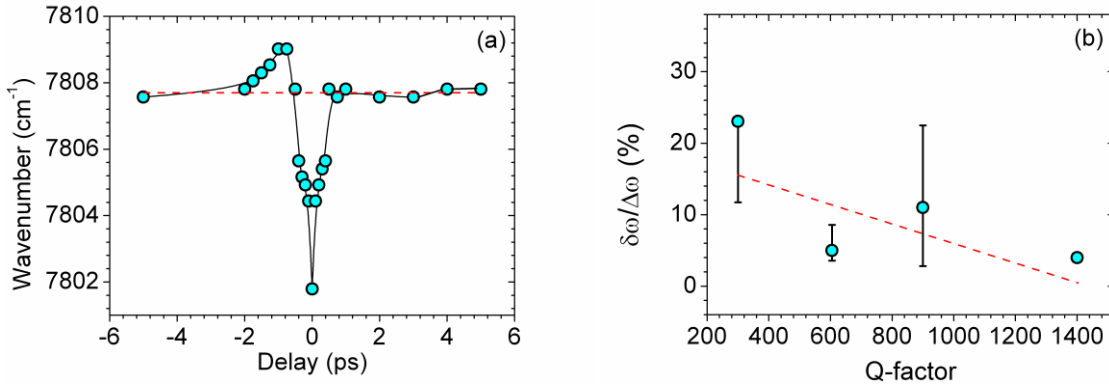 7810
7808
7806
7804
7802
Wavenumber (cm⁻¹)
(a)
-6 -4 -2 0 2 4 6
Delay (ps)
30
20
10
0
δω/Δω (%)
(b)
200 400 600 800 1000 1200 1400
Q-factor